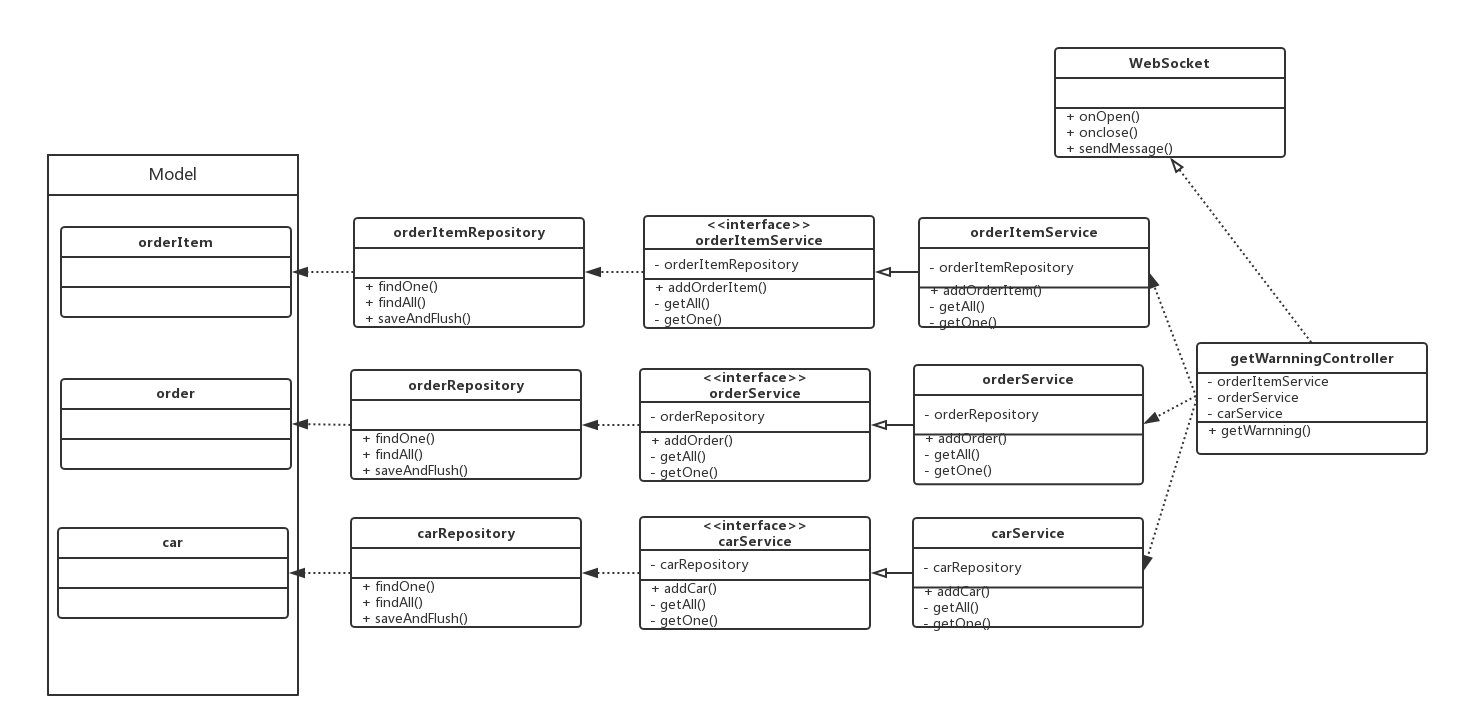 WebSocket
+ onOpen()
+ onclose()
+ sendMessage()
Model
orderItem
orderItemRepository
+ findOne()
+ findAll()
+ saveAndFlush()
<<interface>>
orderItemService
- orderItemRepository
+ addOrderItem()
- getAll()
- getOne()
orderItemService
- orderItemRepository
+ addOrderItem()
- getAll()
- getOne()
getWarnningController
- orderItemService
- orderService
- carService
+ getWarnning()
order
orderRepository
+ findOne()
+ findAll()
+ saveAndFlush()
<<interface>>
orderService
- orderRepository
+ addOrder()
- getAll()
- getOne()
orderService
- orderRepository
+ addOrder()
- getAll()
- getOne()
car
carRepository
+ findOne()
+ findAll()
+ saveAndFlush()
<<interface>>
carService
- carRepository
+ addCar()
- getAll()
- getOne()
carService
- carRepository
+ addCar()
- getAll()
- getOne()